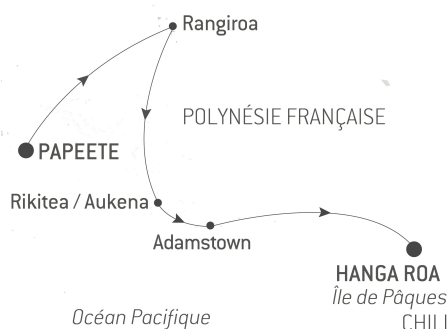 Rangiroa
POLYNÉSIE FRANÇAISE
PAPEETE
Rikitea / Aukena
Adamstown
HANGA ROA
Île de Pâques
CHILI
Océan Pacifique